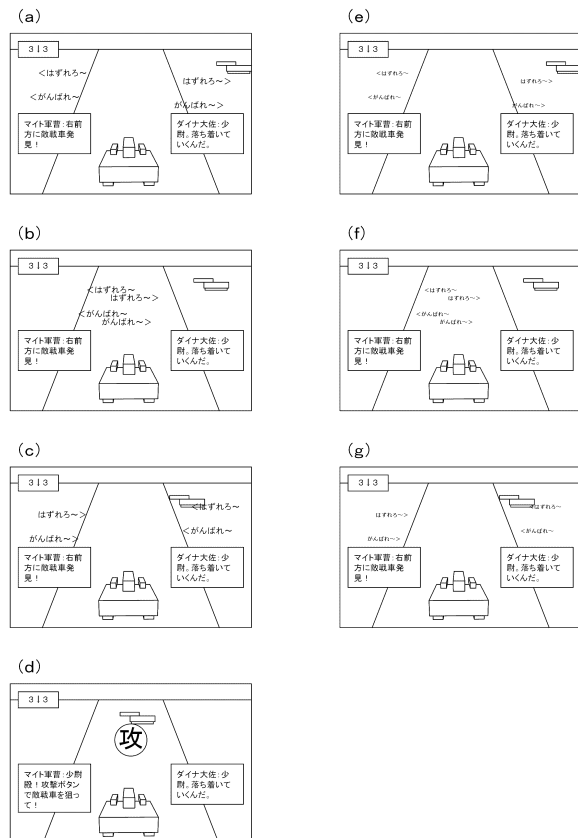 (a)
313
＜はずれろ～
はずれろ～＞
＜がんばれ～
がんばれ～＞
マイト軍曹：右前
方に敵戦車発
見！
ダイナ大佐：少
尉。落ち着いて
いくんだ。
(b)
313
＜はずれろ～
はずれろ～＞
＜がんばれ～
がんばれ～＞
マイト軍曹：右前
方に敵戦車発
見！
ダイナ大佐：少
尉。落ち着いて
いくんだ。
(c)
313
＜はずれろ～
はずれろ～＞
＜がんばれ～
がんばれ～＞
マイト軍曹：右前
方に敵戦車発
見！
ダイナ大佐：少
尉。落ち着いて
いくんだ。
(d)
313
攻
マイト軍曹：少尉
殿！攻撃ボタン
で敵戦車を狙っ
て！
ダイナ大佐：少
尉。落ち着いて
いくんだ。
(e)
313
＜はずれろ～
はずれろ～＞
＜がんばれ～
がんばれ～＞
マイト軍曹：右前
方に敵戦車発
見！
ダイナ大佐：少
尉。落ち着いて
いくんだ。
(f)
313
＜はずれろ～
はずれろ～＞
＜がんばれ～
がんばれ～＞
マイト軍曹：右前
方に敵戦車発
見！
ダイナ大佐：少
尉。落ち着いて
いくんだ。
(g)
313
＜はずれろ～
はずれろ～＞
＜がんばれ～
がんばれ～＞
マイト軍曹：右前
方に敵戦車発
見！
ダイナ大佐：少
尉。落ち着いて
いくんだ。